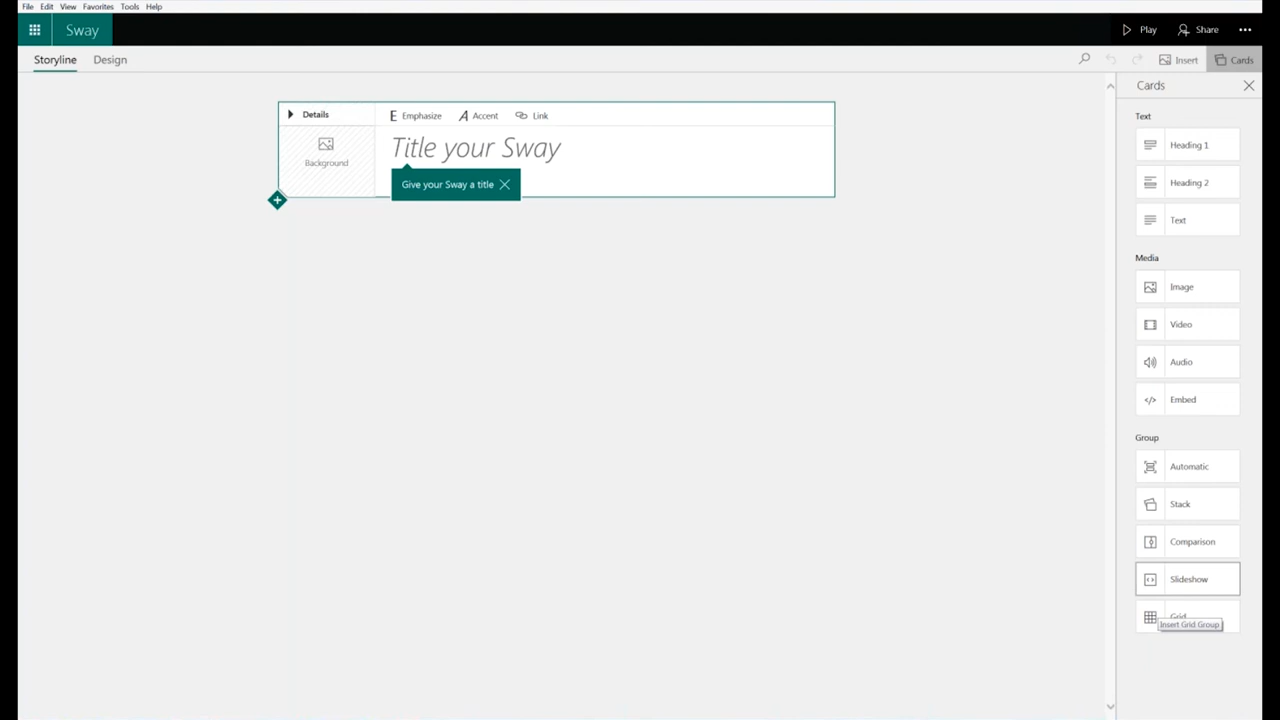 File Edit View Favorites Tools Help
Sway
Play Share
Storyline Design
Insert Cards
Cards
Details
Emphasize A Accent Link
E
Background
Title your Sway
Give your Sway a title
Text
Heading 1
Heading 2
Text
Media
Image
Video
Audio
Embed
Group
Automatic
Stack
Comparison
Slideshow
Grid
Insert Grid Group